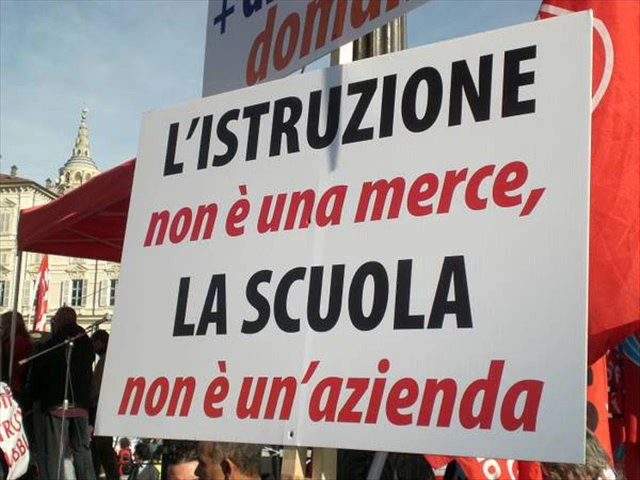 domani
L'ISTRUZIONE
non è una merce,
LA SCUOLA
non è un'azienda